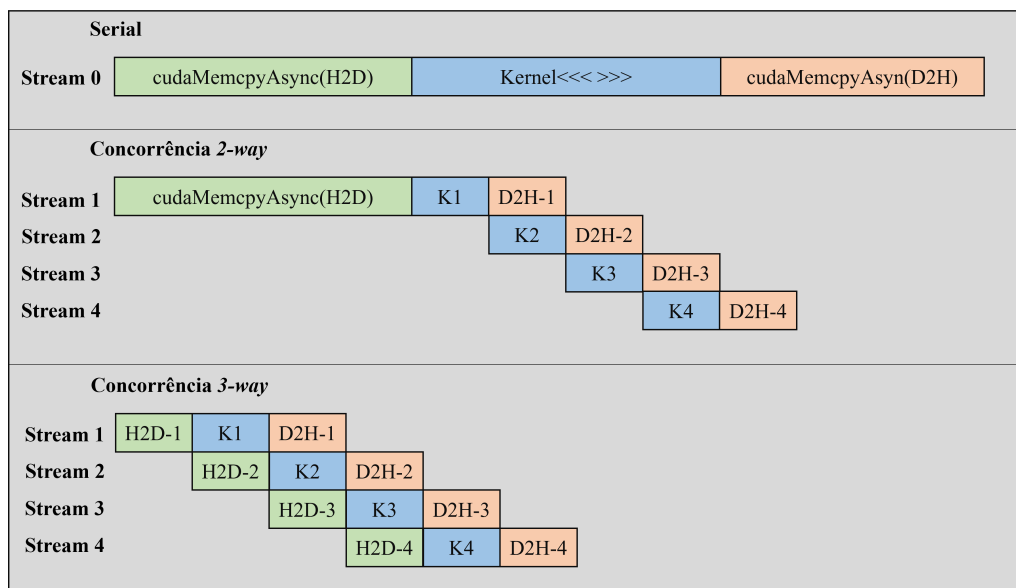 Serial
Stream 0 cudaMemcpyAsync(H2D) Kernel<<< >>> cudaMemcpyAsyn(D2H)
Concorrência 2-way
Stream 1 cudaMemcpyAsync(H2D) K1 D2H-1
Stream 2 K2 D2H-2
Stream 3 K3 D2H-3
Stream 4 K4 D2H-4
Concorrência 3-way
Stream 1 H2D-1 K1 D2H-1
Stream 2 H2D-2 K2 D2H-2
Stream 3 H2D-3 K3 D2H-3
Stream 4 H2D-4 K4 D2H-4